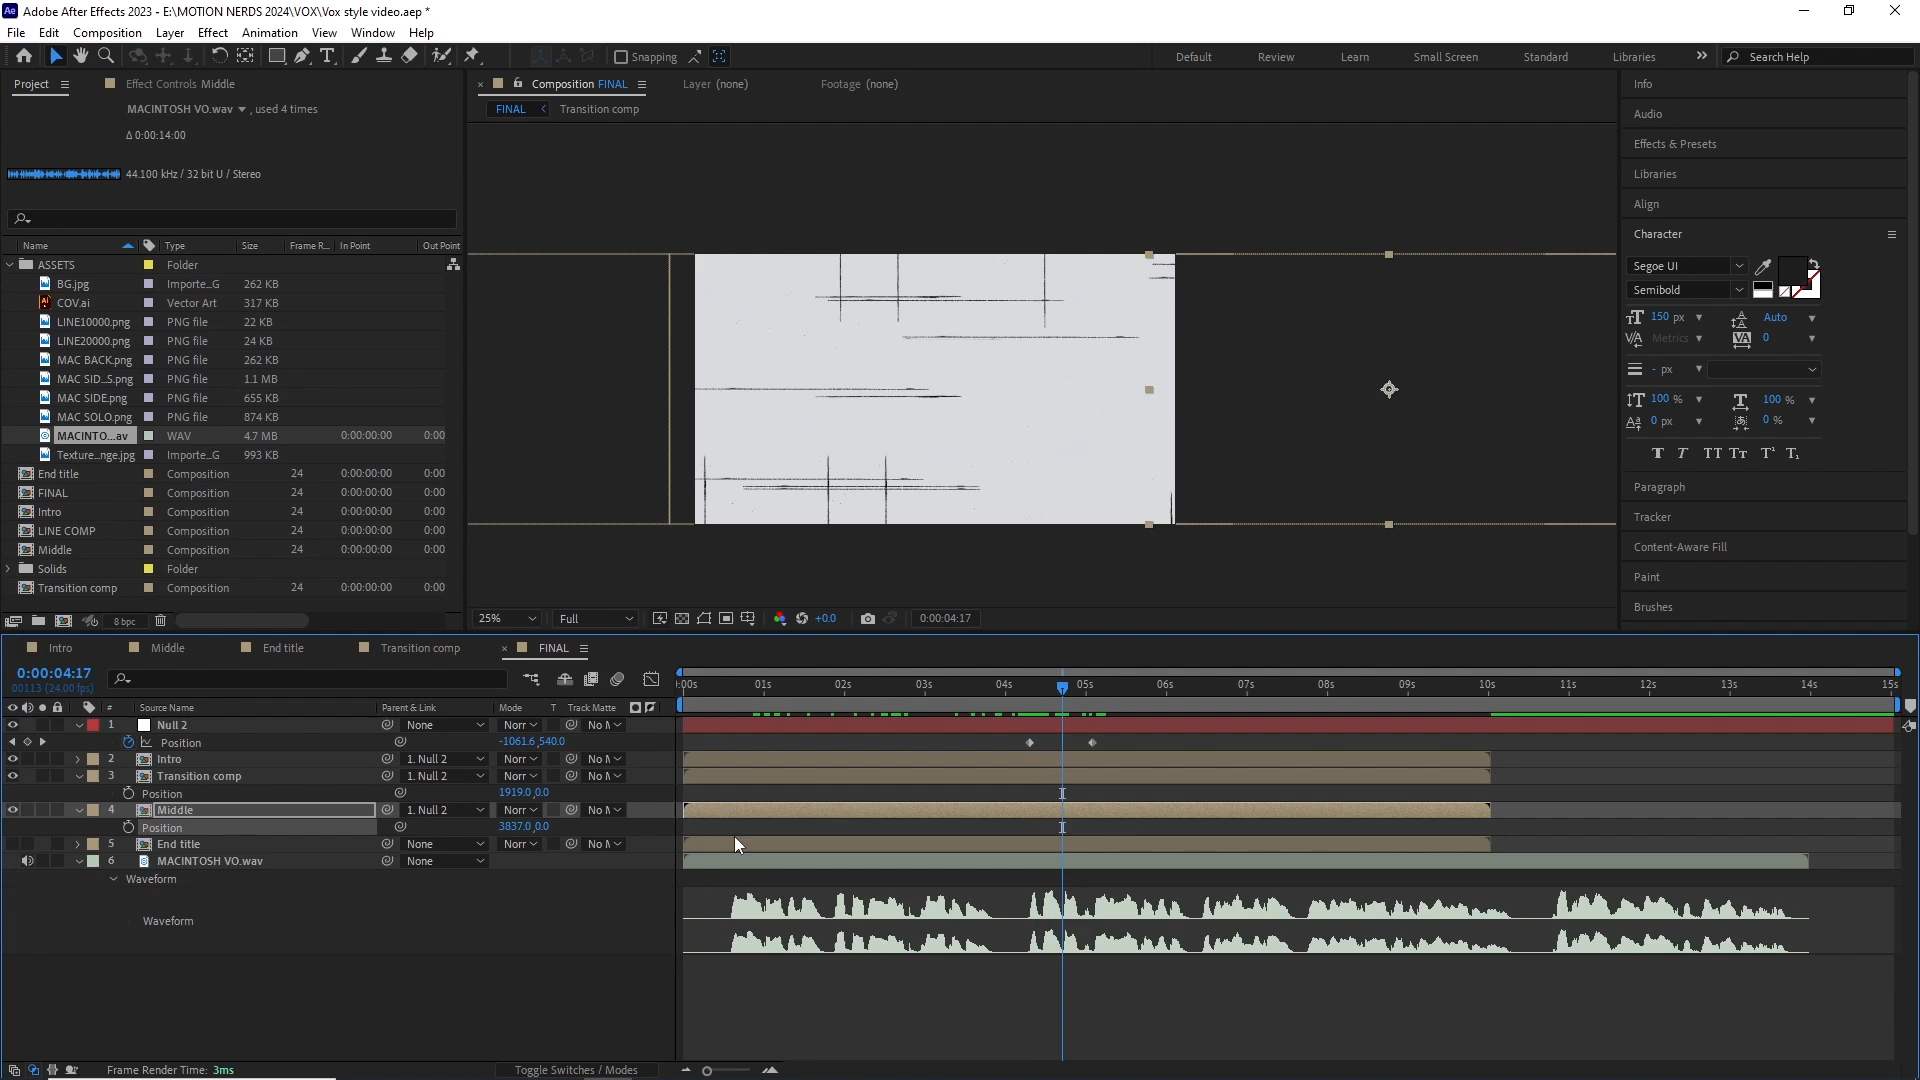 Adobe After Effects 2023 - E:\MOTION NERDS 2024\VOX\Vox style video.aep *
File Edit Composition Layer Effect Animation View Window Help
Snapping
Default Review Learn Small Screen Standard Libraries Search Help
Project Effect Controls Middle
Composition FINAL Layer (none) Footage (none)
FINAL Transition comp
MACINTOSH VO.wav , used 4 times
Δ 0:00:14:00
44.100 kHz / 32 bit U / Stereo
Name Type Size Frame R... In Point Out Point
ASSETS Folder
BG.jpg Importe...G 262 KB
COV.ai Vector Art 317 KB
LINE10000.png PNG file 22 KB
LINE20000.png PNG file 24 KB
MAC BACK.png PNG file 262 KB
MAC SID...S.png PNG file 1.1 MB
MAC SIDE.png PNG file 655 KB
MAC SOLO.png PNG file 874 KB
MACINTO...av WAV 4.7 MB 0:00:00:00 0:00
Texture...nge.jpg Importe...G 993 KB
End title Composition 24 0:00:00:00 0:00
FINAL Composition 24 0:00:00:00 0:00
Intro Composition 24 0:00:00:00 0:00
LINE COMP Composition 24 0:00:00:00 0:00
Middle Composition 24 0:00:00:00 0:00
Solids Folder
Transition comp Composition 24 0:00:00:00 0:00
8 bpc
25% Full +0.0 0:00:04:17
Info
Audio
Effects & Presets
Libraries
Align
Character
Segoe UI
Semibold
150 px Auto
Metrics 0
- px
100 % 100 %
0 px 0 %
T T TT Tt T¹ T₁
Paragraph
Tracker
Content-Aware Fill
Paint
Brushes
Intro Middle End title Transition comp FINAL
0:00:04:17
00113 (24.00 fps)
:00s 01s 02s 03s 04s 05s 06s 07s 08s 09s 10s 11s 12s 13s 14s 15s
# Source Name Parent & Link Mode T Track Matte
1 Null 2 None Norr No M
Position -1061.6,540.0
2 Intro 1. Null 2 Norr No M
3 Transition comp 1. Null 2 Norr No M
Position 1919.0,0.0
4 Middle 1. Null 2 Norr No M
Position 3837.0,0.0
5 End title None Norr No M
6 MACINTOSH VO.wav None
Waveform
Waveform
Frame Render Time: 3ms
Toggle Switches / Modes